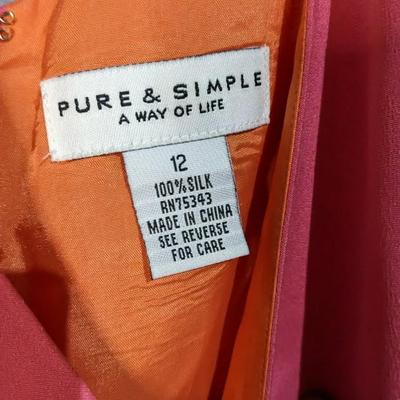 PURE & SIMPLE
A WAY OF LIFE
12
100% SILK
RN75343
MADE IN CHINA
SEE REVERSE
FOR CARE